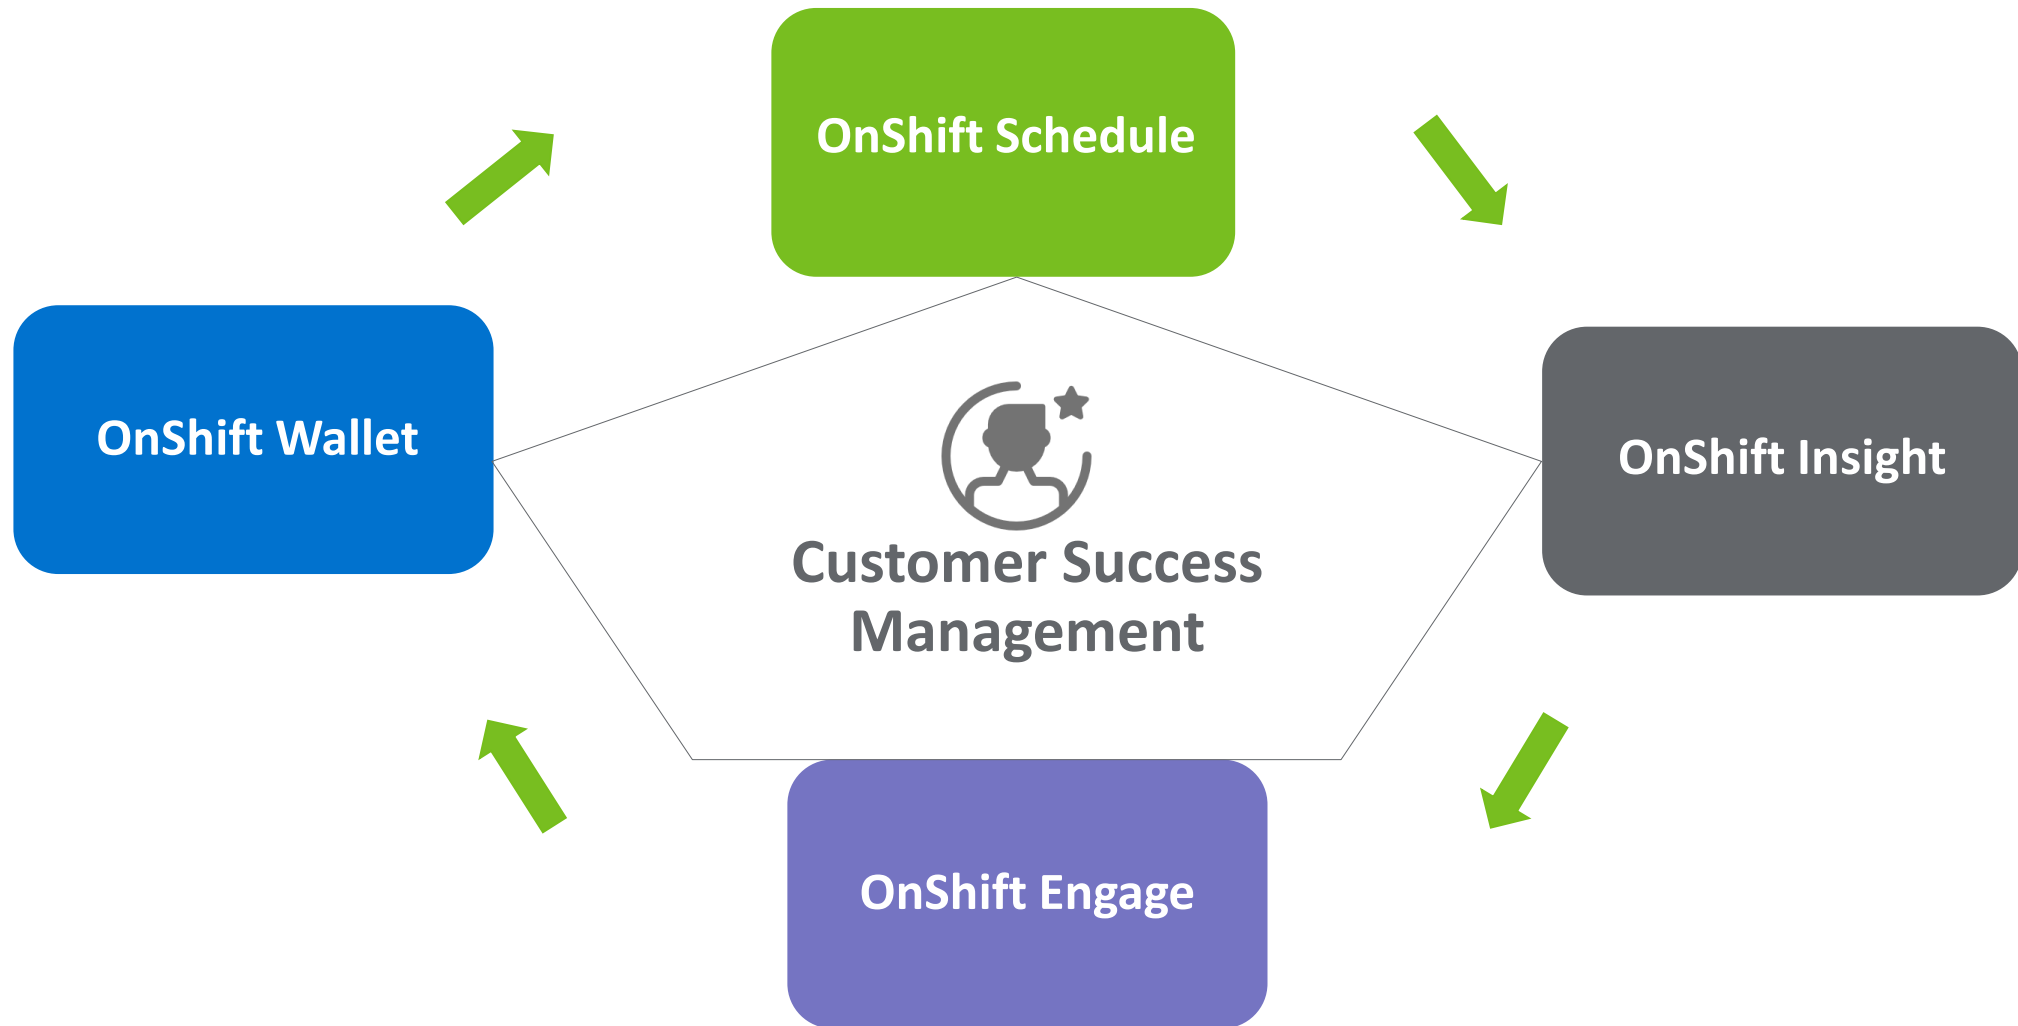 OnShift Schedule
OnShift Wallet
OnShift Insight
Customer Success
Management
OnShift Engage